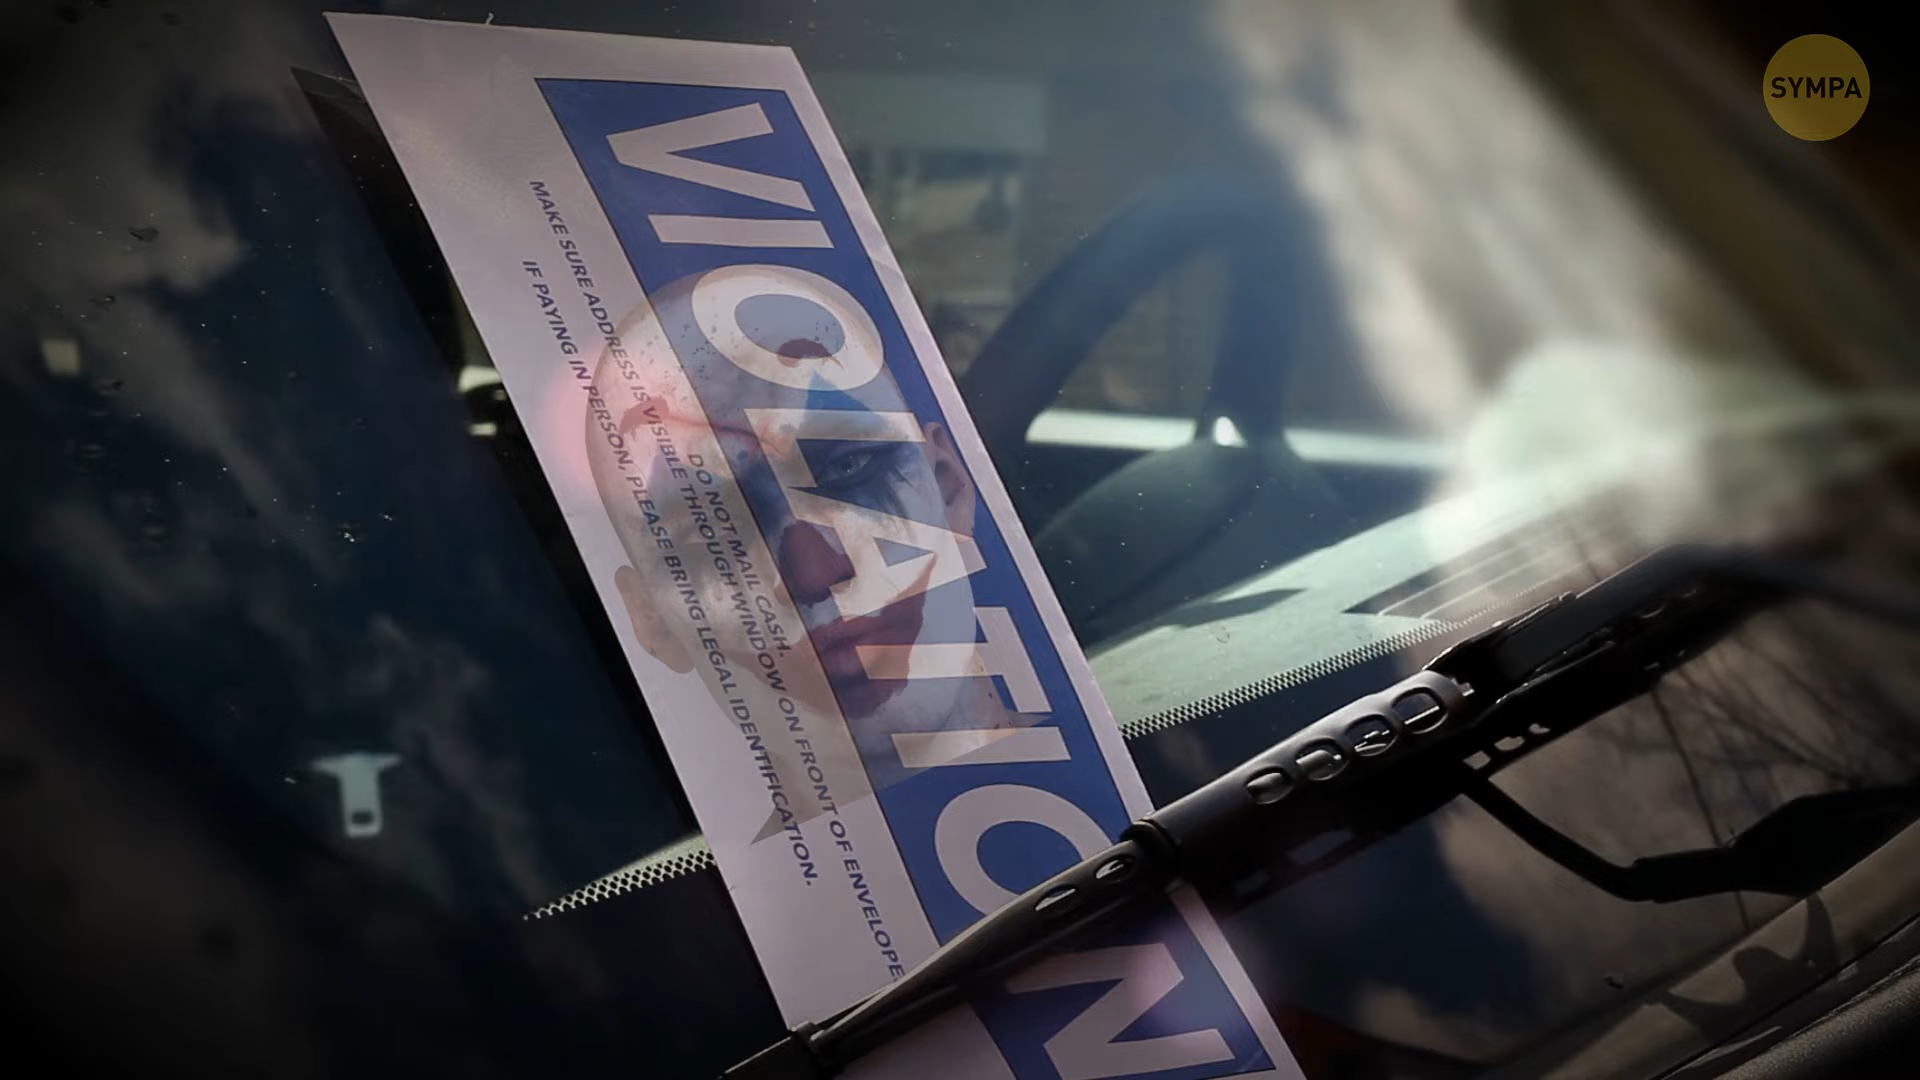 SYMPA
VIOLATION
DO NOT MAIL CASH.
MAKE SURE ADDRESS IS VISIBLE THROUGH WINDOW ON FRONT OF ENVELOPE
IF PAYING IN PERSON, PLEASE BRING LEGAL IDENTIFICATION.